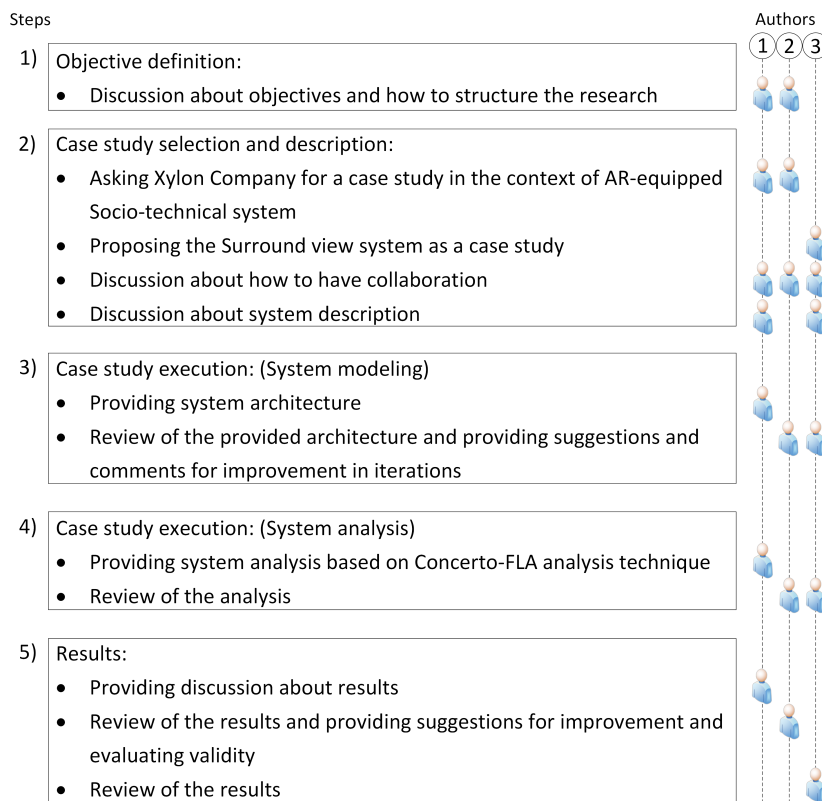 Steps
Authors
1 2 3
1) Objective definition:
• Discussion about objectives and how to structure the research
2) Case study selection and description:
• Asking Xylon Company for a case study in the context of AR-equipped
Socio-technical system
• Proposing the Surround view system as a case study
• Discussion about how to have collaboration
• Discussion about system description
3) Case study execution: (System modeling)
• Providing system architecture
• Review of the provided architecture and providing suggestions and
comments for improvement in iterations
4) Case study execution: (System analysis)
• Providing system analysis based on Concerto-FLA analysis technique
• Review of the analysis
5) Results:
• Providing discussion about results
• Review of the results and providing suggestions for improvement and
evaluating validity
• Review of the results